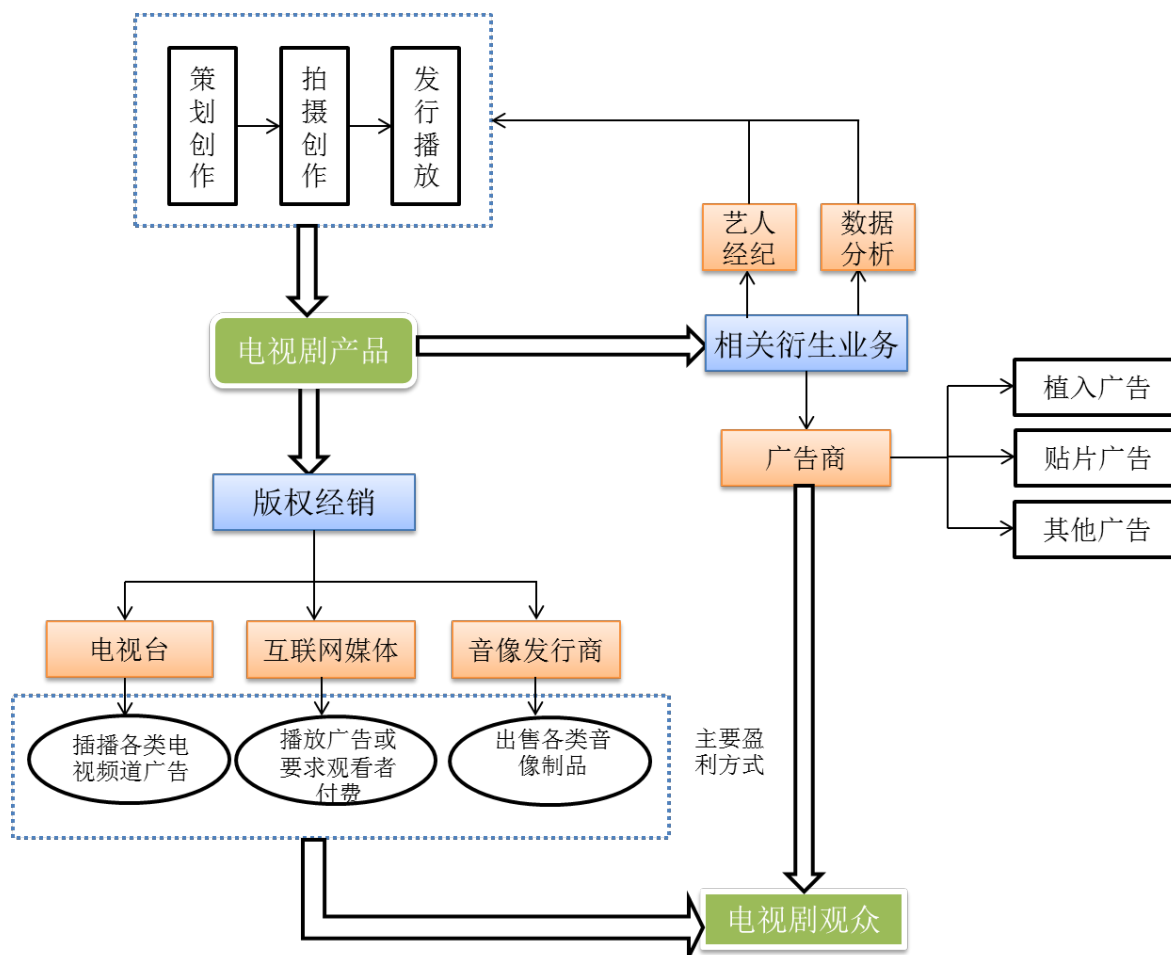 策划创作
拍摄创作
发行播放
艺人
经纪
数据
分析
电视剧产品
相关衍生业务
植入广告
广告商
贴片广告
版权经销
其他广告
电视台
互联网媒体
音像发行商
插播各类电
视频道广告
播放广告或
要求观看者
付费
出售各类音
像制品
主要盈
利方式
电视剧观众